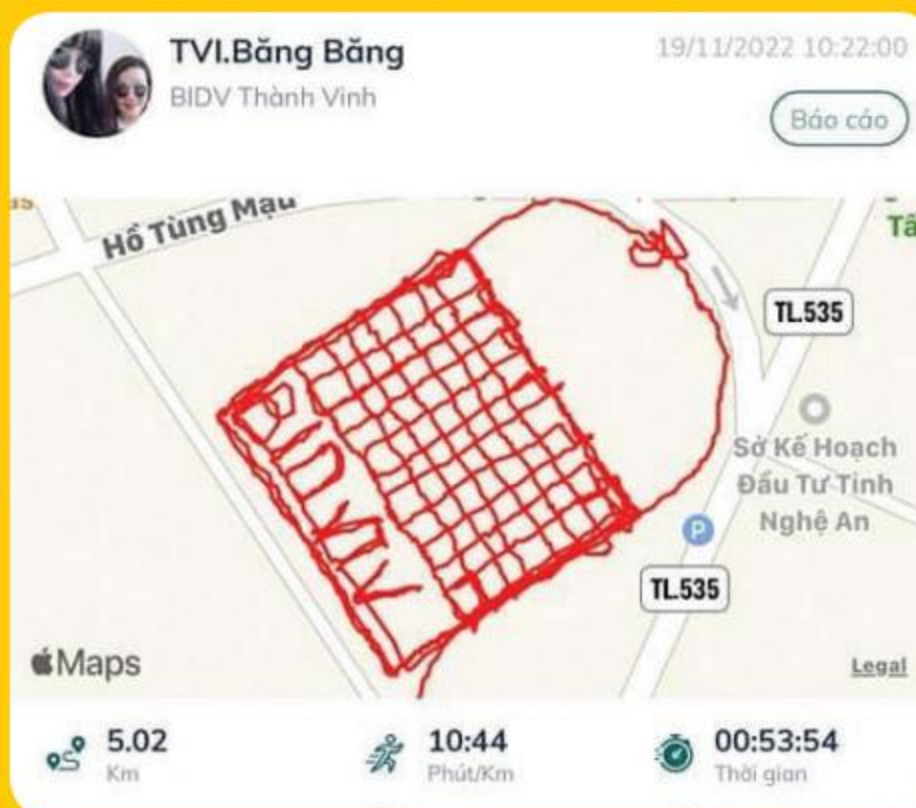 TVI.Băng Băng
19/11/2022 10:22:00
BIDV Thành Vinh
Báo cáo
Hồ Tùng Mậu
TL.535
Sở Kế Hoạch
Đầu Tư Tỉnh
Nghệ An
P
TL.535
Maps
Legal
5.02
Km
10:44
Phút/Km
00:53:54
Thời gian